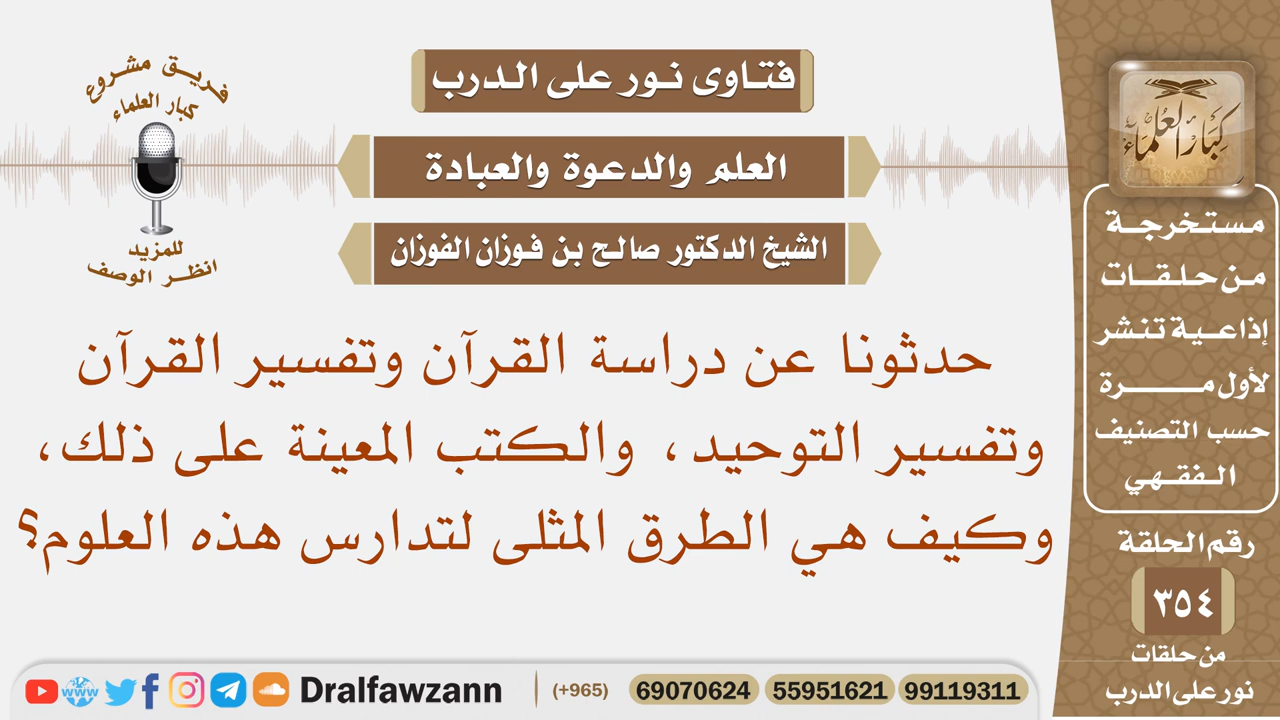 فتاوى نور على الدرب
العلم والدعوة والعبادة
الشيخ الدكتور صالح بن فوزان الفوزان
حدثونا عن دراسة القرآن وتفسير القرآن
وتفسير التوحيد، والكتب المعينة على ذلك،
وكيف هي الطرق المثلى لتدارس هذه العلوم؟
فريق مشروع
كبار العلماء
للمزيد
انظر الوصف
كبار العلماء
مستخرجة
من حلقات
إذاعية تنشر
لأول مرة
حسب التصنيف
الفقهي
رقم الحلقة
٣٥٤
من حلقات
نور على الدرب
www Dralfawzann (+965) 69070624 55951621 99119311